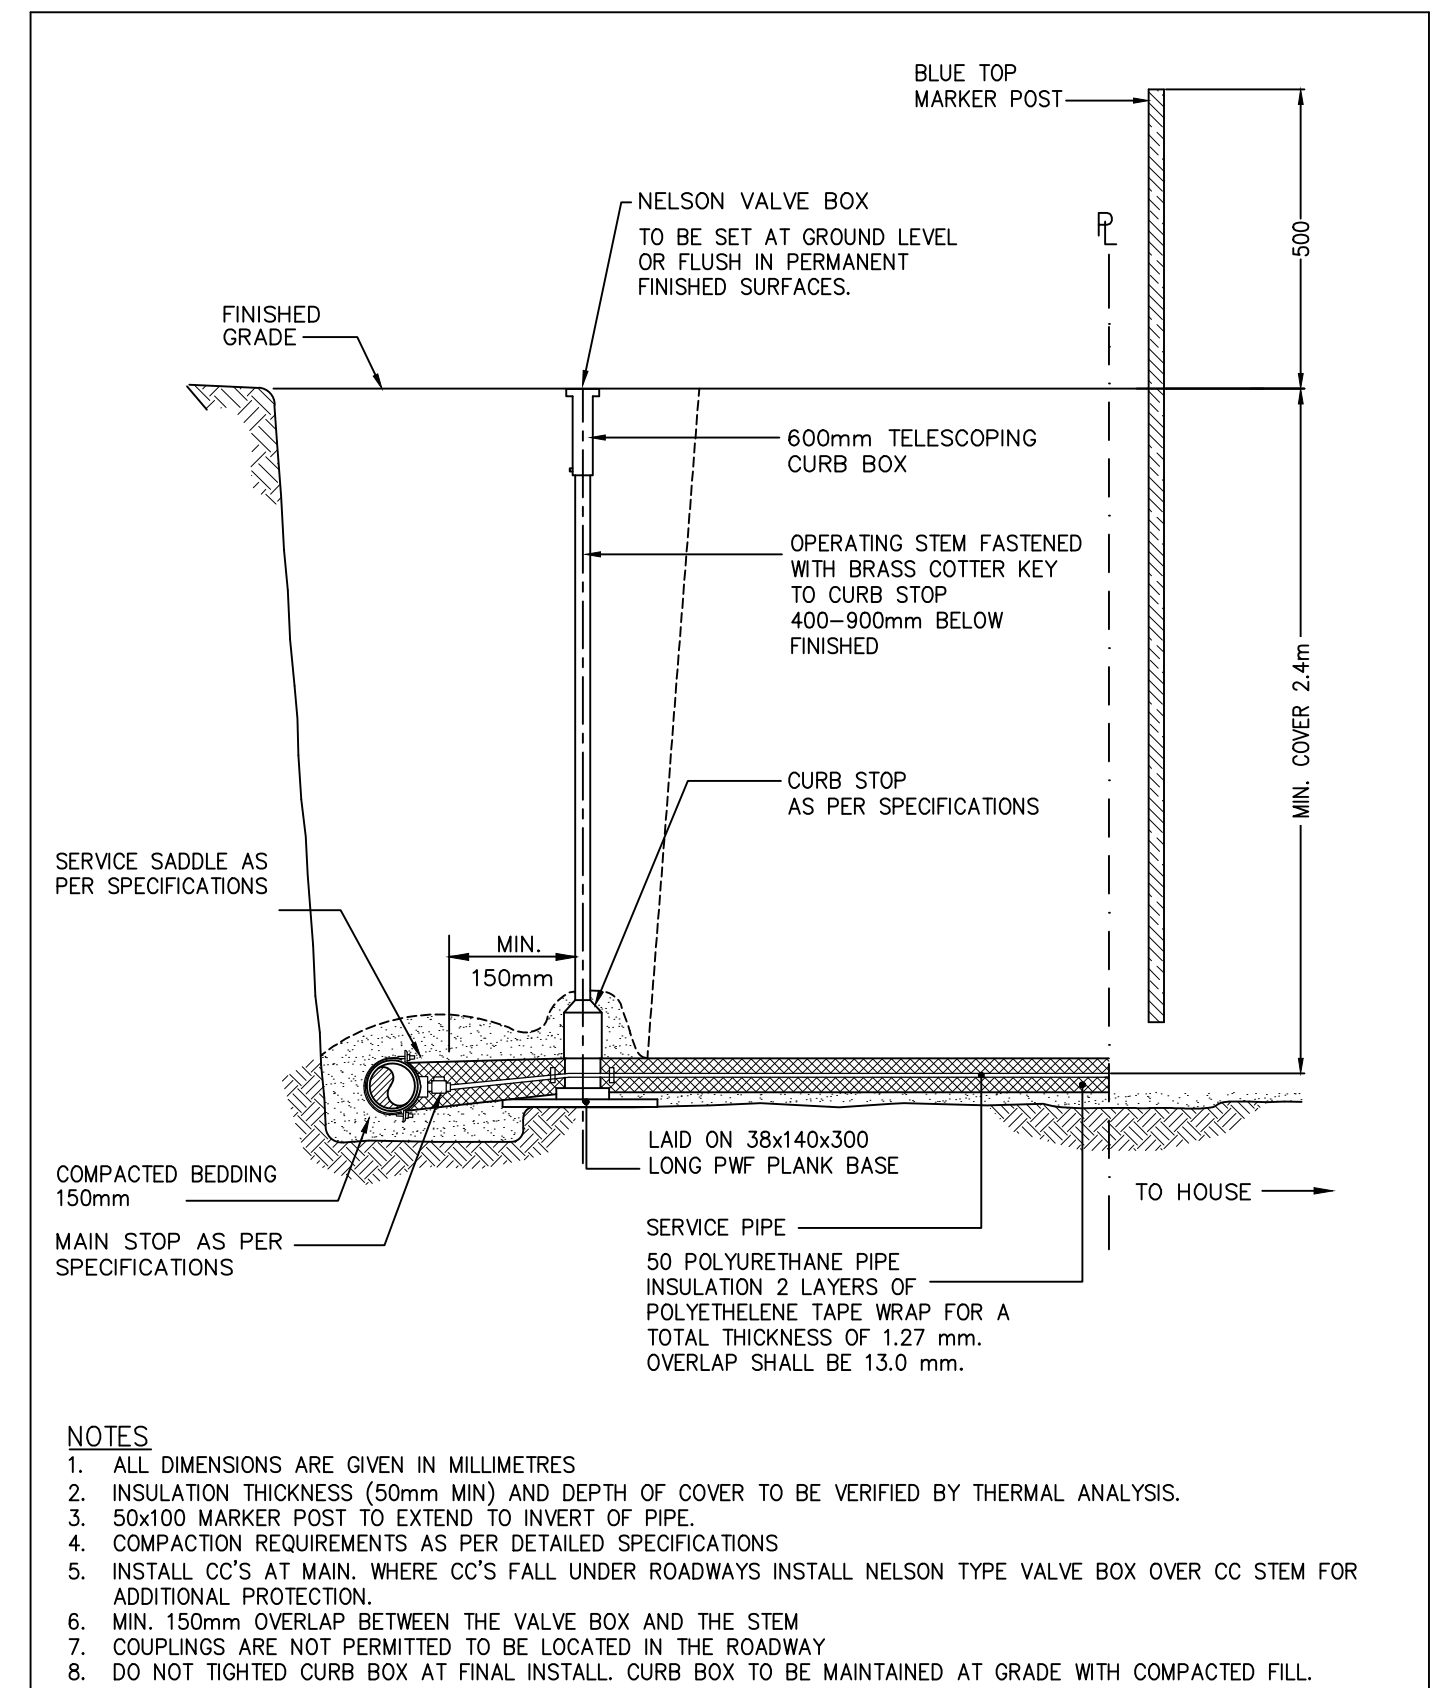 BLUE TOP
MARKER POST
NELSON VALVE BOX
TO BE SET AT GROUND LEVEL
OR FLUSH IN PERMANENT
FINISHED SURFACES.
PL
500
FINISHED
GRADE
600mm TELESCOPING
CURB BOX
OPERATING STEM FASTENED
WITH BRASS COTTER KEY
TO CURB STOP
400-900mm BELOW
FINISHED
MIN. COVER 2.4m
CURB STOP
AS PER SPECIFICATIONS
SERVICE SADDLE AS
PER SPECIFICATIONS
MIN.
150mm
LAID ON 38x140x300
LONG PWF PLANK BASE
COMPACTED BEDDING
150mm
TO HOUSE
MAIN STOP AS PER
SPECIFICATIONS
SERVICE PIPE
50 POLYURETHANE PIPE
INSULATION 2 LAYERS OF
POLYETHELENE TAPE WRAP FOR A
TOTAL THICKNESS OF 1.27 mm.
OVERLAP SHALL BE 13.0 mm.
NOTES
1. ALL DIMENSIONS ARE GIVEN IN MILLIMETRES
2. INSULATION THICKNESS (50mm MIN) AND DEPTH OF COVER TO BE VERIFIED BY THERMAL ANALYSIS.
3. 50x100 MARKER POST TO EXTEND TO INVERT OF PIPE.
4. COMPACTION REQUIREMENTS AS PER DETAILED SPECIFICATIONS
5. INSTALL CC'S AT MAIN. WHERE CC'S FALL UNDER ROADWAYS INSTALL NELSON TYPE VALVE BOX OVER CC STEM FOR
ADDITIONAL PROTECTION.
6. MIN. 150mm OVERLAP BETWEEN THE VALVE BOX AND THE STEM
7. COUPLINGS ARE NOT PERMITTED TO BE LOCATED IN THE ROADWAY
8. DO NOT TIGHTED CURB BOX AT FINAL INSTALL. CURB BOX TO BE MAINTAINED AT GRADE WITH COMPACTED FILL.